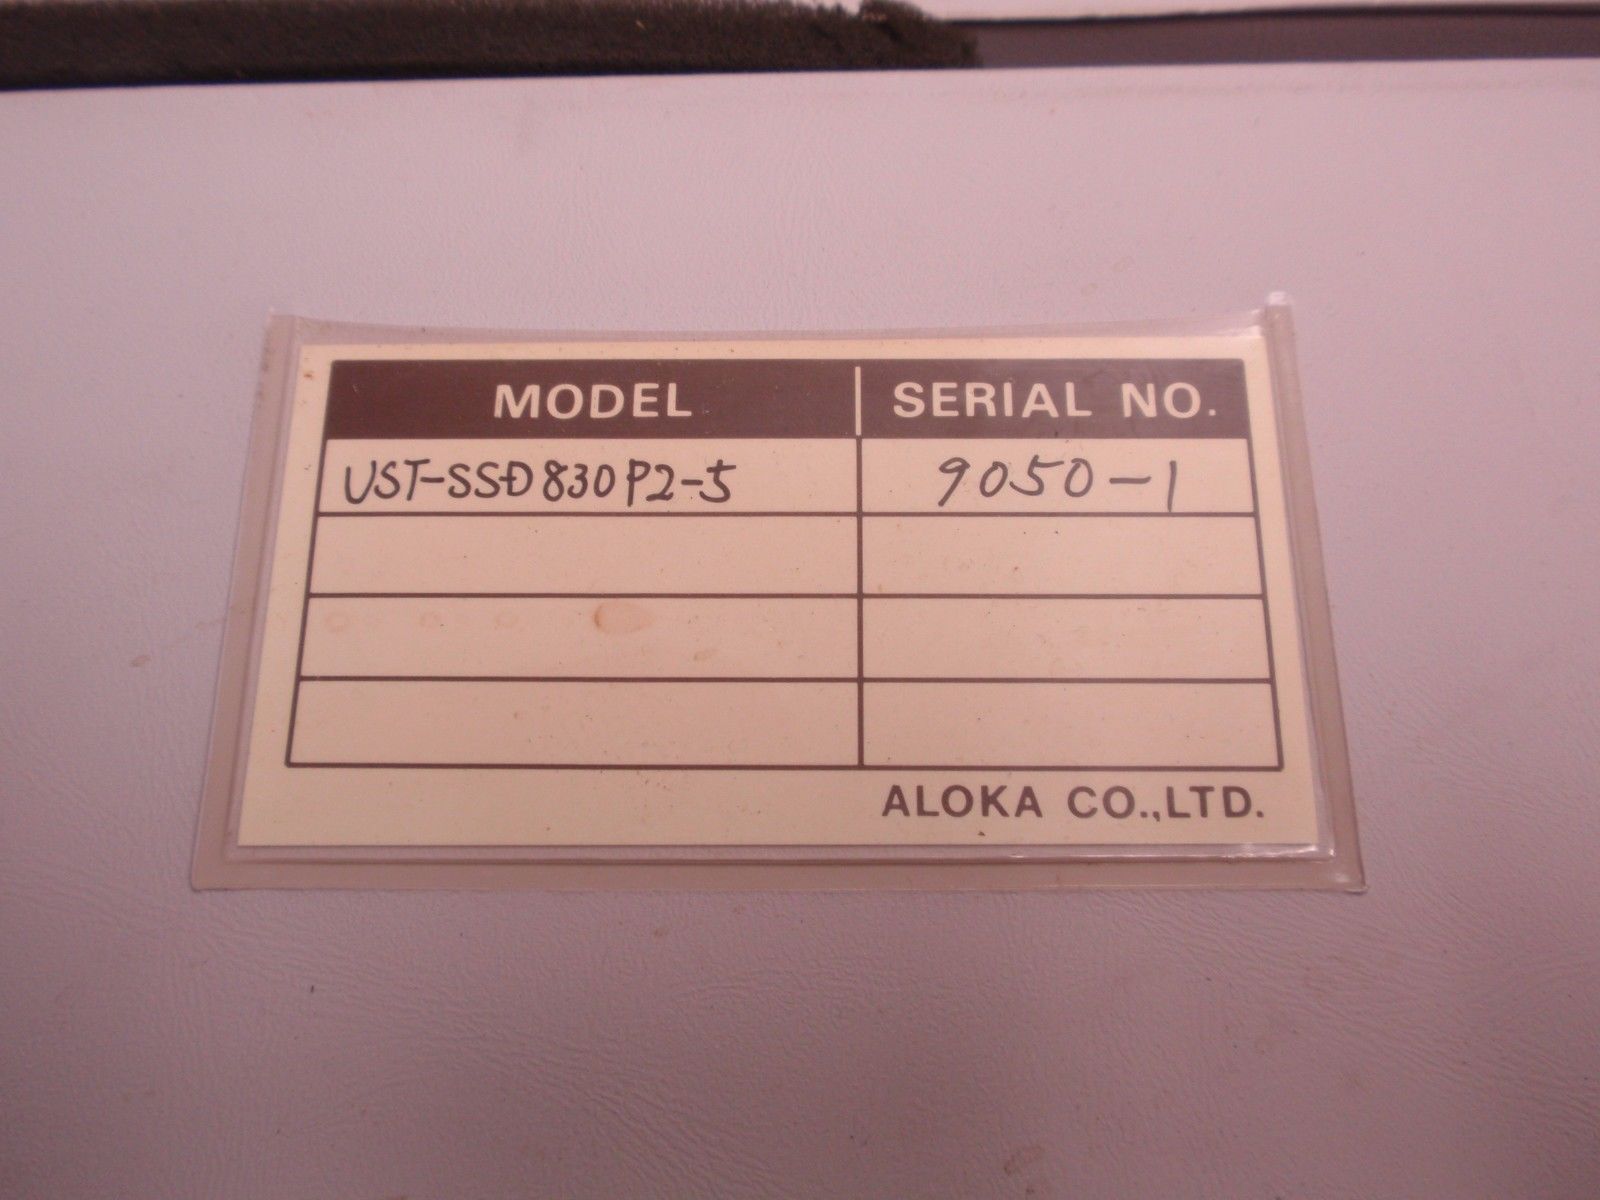 MODEL SERIAL NO.
UST-SSD830P2-5 9050-1
ALOKA CO.,LTD.